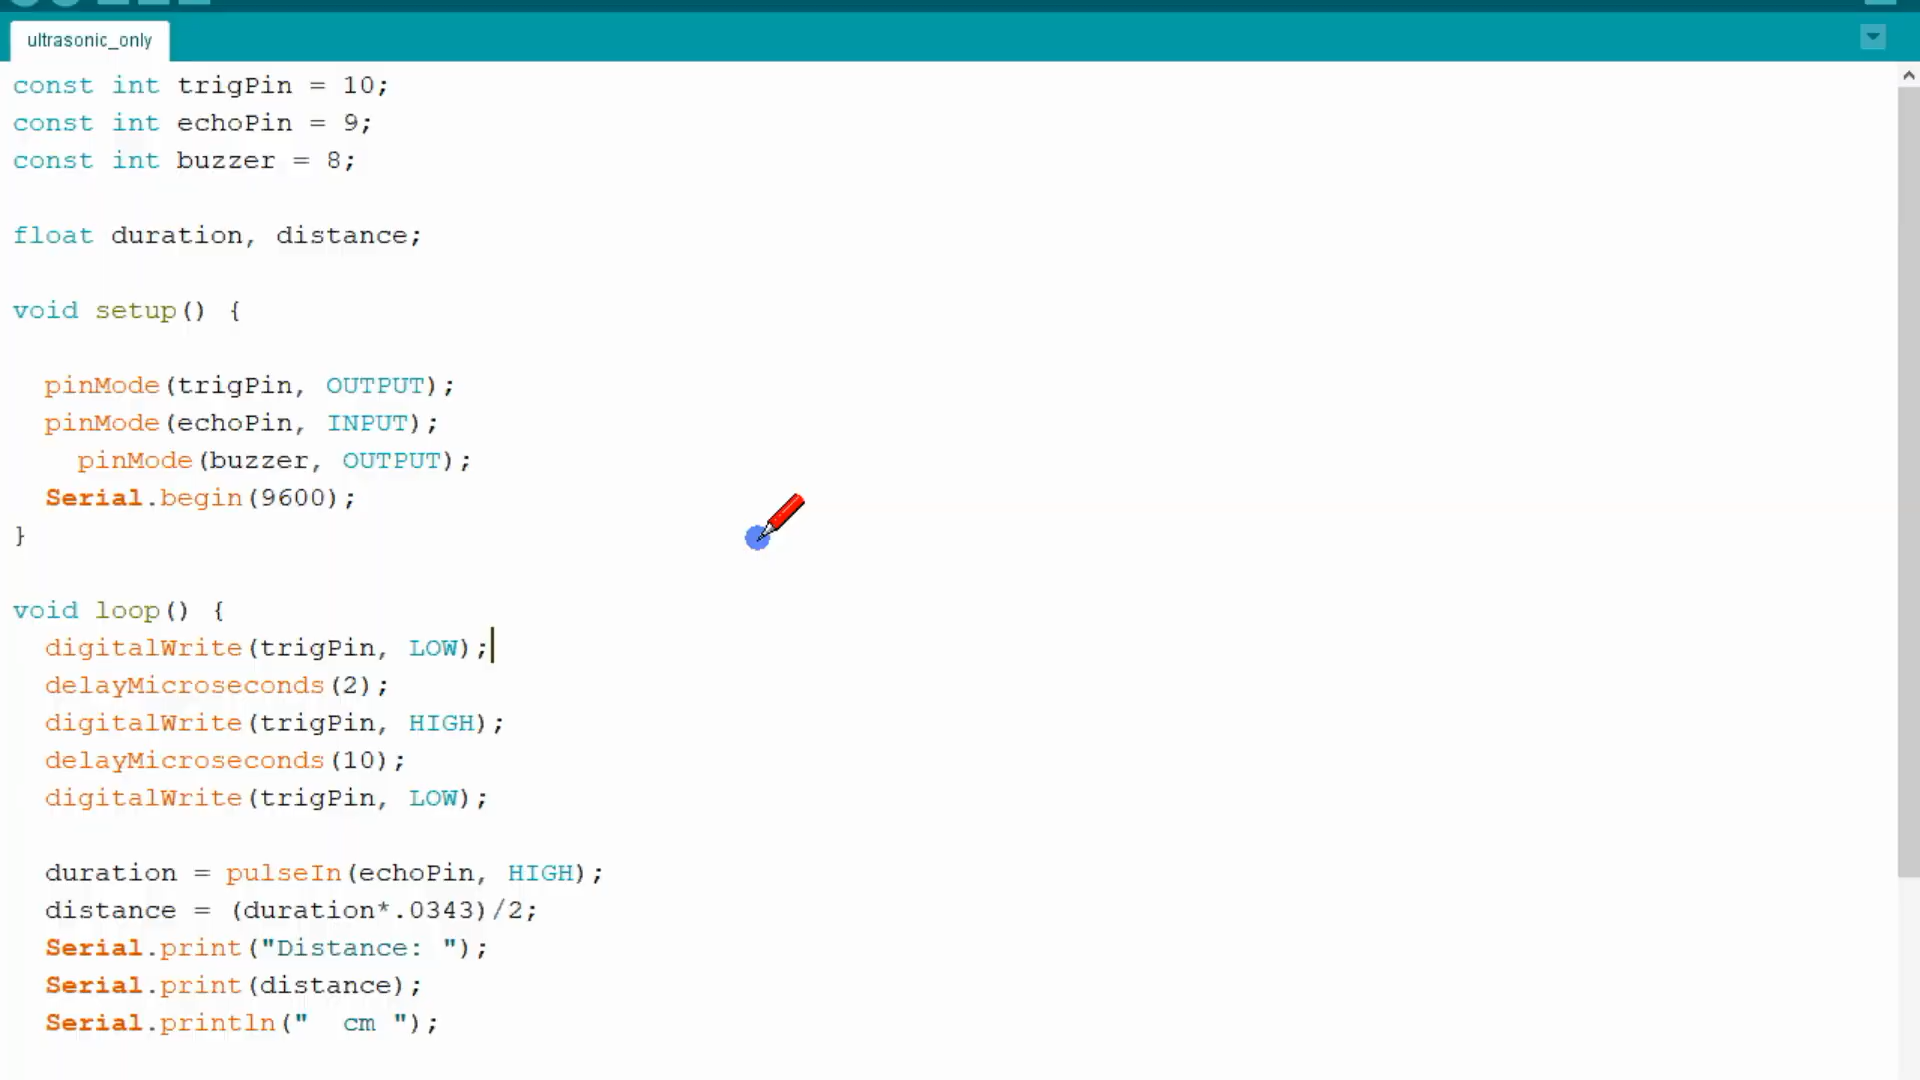 ultrasonic_only
const int trigPin = 10;
const int echoPin = 9;
const int buzzer = 8;
float duration, distance;
void setup() {
pinMode(trigPin, OUTPUT);
pinMode(echoPin, INPUT);
pinMode(buzzer, OUTPUT);
Serial.begin(9600);
}
void loop() {
digitalWrite(trigPin, LOW);
delayMicroseconds(2);
digitalWrite(trigPin, HIGH);
delayMicroseconds(10);
digitalWrite(trigPin, LOW);
duration = pulseIn(echoPin, HIGH);
distance = (duration*.0343)/2;
Serial.print("Distance: ");
Serial.print(distance);
Serial.println("  cm ");